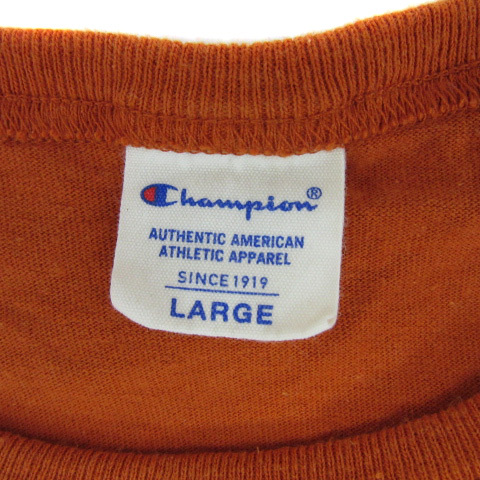 Champion®
AUTHENTIC AMERICAN
ATHLETIC APPAREL
SINCE 1919
LARGE